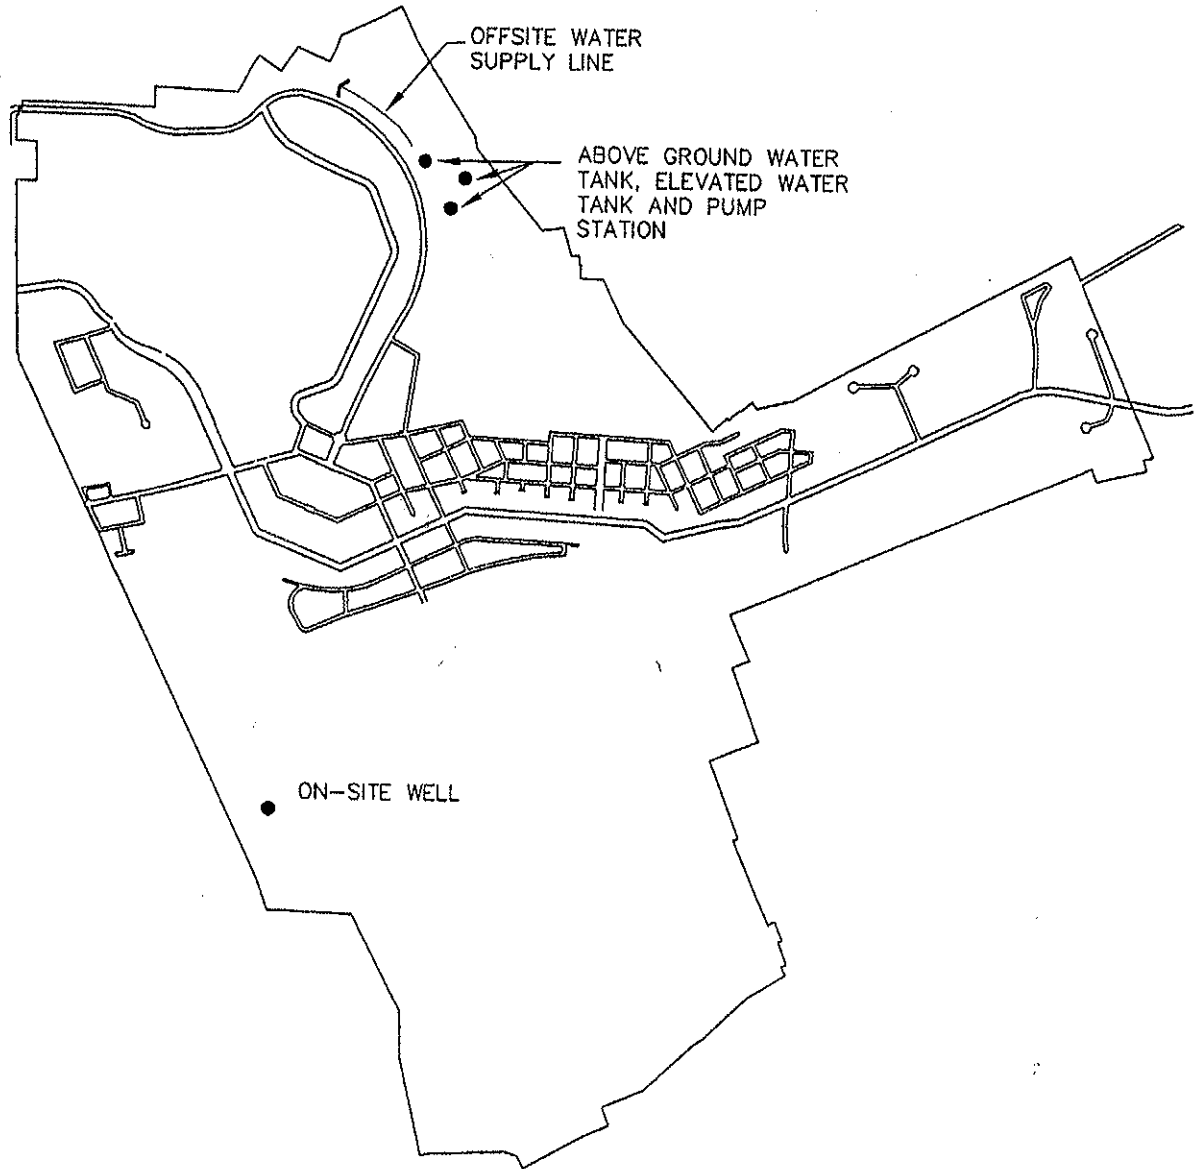 OFFSITE WATER
SUPPLY LINE
ABOVE GROUND WATER
TANK, ELEVATED WATER
TANK AND PUMP
STATION
ON-SITE WELL